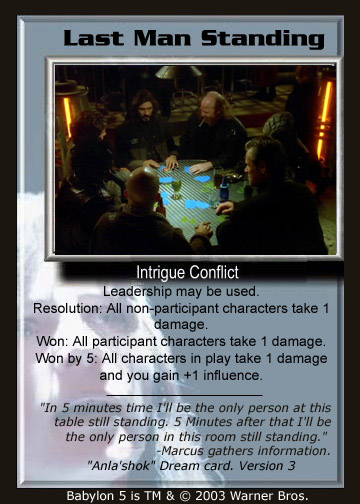 Last Man Standing
Intrigue Conflict
Leadership may be used.
Resolution: All non-participant characters take 1
damage.
Won: All participant characters take 1 damage.
Won by 5: All characters in play take 1 damage
and you gain +1 influence.
"In 5 minutes time I'll be the only person at this
table still standing. 5 Minutes after that I'll be
the only person in this room still standing."
-Marcus gathers information.
"Anla'shok" Dream card. Version 3
Babylon 5 is TM & © 2003 Warner Bros.